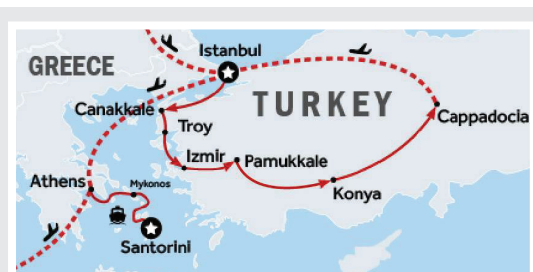 Istanbul
GREECE
TURKEY
Canakkale
Cappadocia
Troy
Izmir
Pamukkale
Athens
Mykonos
Konya
Santorini